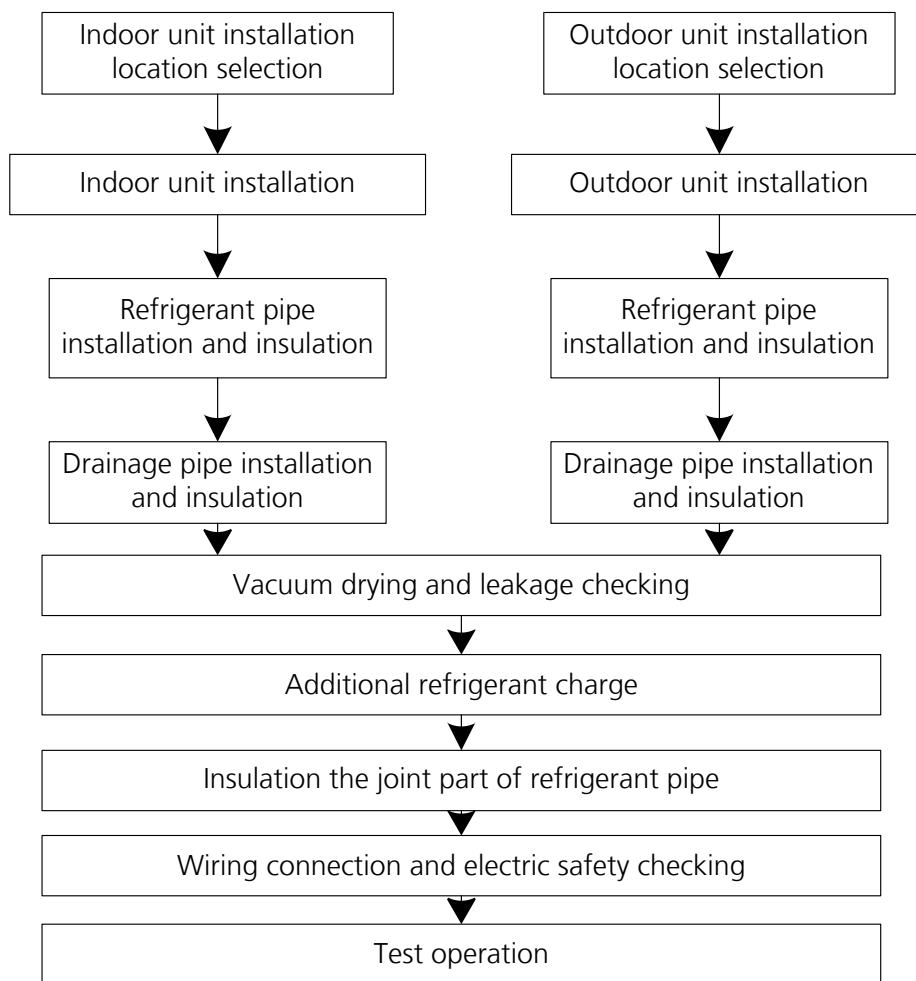 Indoor unit installation
location selection
Outdoor unit installation
location selection
Indoor unit installation
Outdoor unit installation
Refrigerant pipe
installation and insulation
Refrigerant pipe
installation and insulation
Drainage pipe installation
and insulation
Drainage pipe installation
and insulation
Vacuum drying and leakage checking
Additional refrigerant charge
Insulation the joint part of refrigerant pipe
Wiring connection and electric safety checking
Test operation